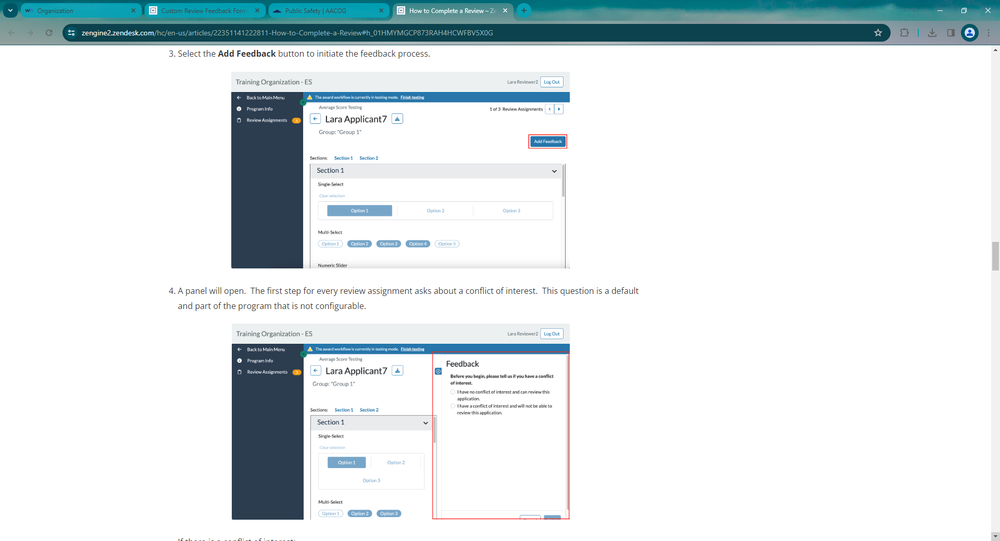 Organization
Custom Review Feedback Form
Public Safety | AACOG
How to Complete a Review – Ze
zengine2.zendesk.com/hc/en-us/articles/22351141222811-How-to-Complete-a-Review#h_01HMYMGCP873RAH4HCWFBV5X0G
3. Select the Add Feedback button to initiate the feedback process.
Training Organization - ES
Lara Reviewer2 Log Out
Back to Main Menu
The award workflow is currently in testing mode. Finish testing
Program Info
Review Assignments 3
Average Score Testing
1 of 3 Review Assignments
Lara Applicant7
Group: "Group 1"
Add Feedback
Sections: Section 1 Section 2
Section 1
Single-Select
Clear selection
Option 1 Option 2 Option 3
Multi-Select
Option 1 Option 2 Option 3 Option 4 Option 5
Numeric Slider
4. A panel will open. The first step for every review assignment asks about a conflict of interest. This question is a default
and part of the program that is not configurable.
Training Organization - ES
Lara Reviewer2 Log Out
Back to Main Menu
The award workflow is currently in testing mode. Finish testing
Program Info
Review Assignments 3
Average Score Testing
Lara Applicant7
Group: "Group 1"
Sections: Section 1 Section 2
Section 1
Single-Select
Clear selection
Option 1 Option 2
Option 3
Multi-Select
Option 1 Option 2 Option 3
Feedback
Before you begin, please tell us if you have a conflict
of interest.
I have no conflict of interest and can review this
application.
I have a conflict of interest and will not be able to
review this application.
If there is a conflict of interest: